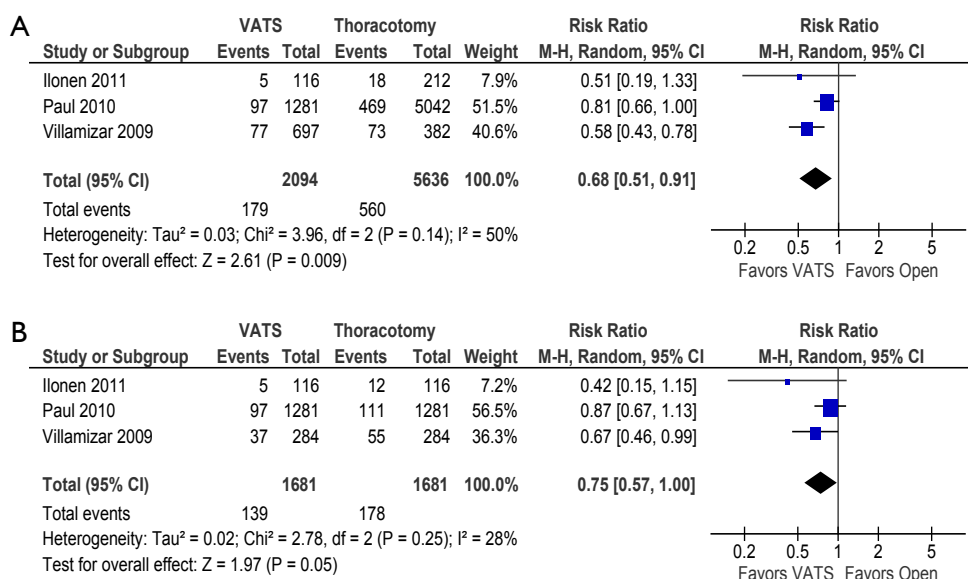 A
VATS Thoracotomy Risk Ratio Risk Ratio
Study or Subgroup Events Total Events Total Weight M-H, Random, 95% CI M-H, Random, 95% CI
Ilonen 2011 5 116 18 212 7.9% 0.51 [0.19, 1.33]
Paul 2010 97 1281 469 5042 51.5% 0.81 [0.66, 1.00]
Villamizar 2009 77 697 73 382 40.6% 0.58 [0.43, 0.78]
Total (95% CI) 2094 5636 100.0% 0.68 [0.51, 0.91]
Total events 179 560
Heterogeneity: Tau² = 0.03; Chi² = 3.96, df = 2 (P = 0.14); I² = 50%
Test for overall effect: Z = 2.61 (P = 0.009)
0.2 0.5 1 2 5
Favors VATS Favors Open
B
VATS Thoracotomy Risk Ratio Risk Ratio
Study or Subgroup Events Total Events Total Weight M-H, Random, 95% CI M-H, Random, 95% CI
Ilonen 2011 5 116 12 116 7.2% 0.42 [0.15, 1.15]
Paul 2010 97 1281 111 1281 56.5% 0.87 [0.67, 1.13]
Villamizar 2009 37 284 55 284 36.3% 0.67 [0.46, 0.99]
Total (95% CI) 1681 1681 100.0% 0.75 [0.57, 1.00]
Total events 139 178
Heterogeneity: Tau² = 0.02; Chi² = 2.78, df = 2 (P = 0.25); I² = 28%
Test for overall effect: Z = 1.97 (P = 0.05)
0.2 0.5 1 2 5
Favors VATS Favors Open